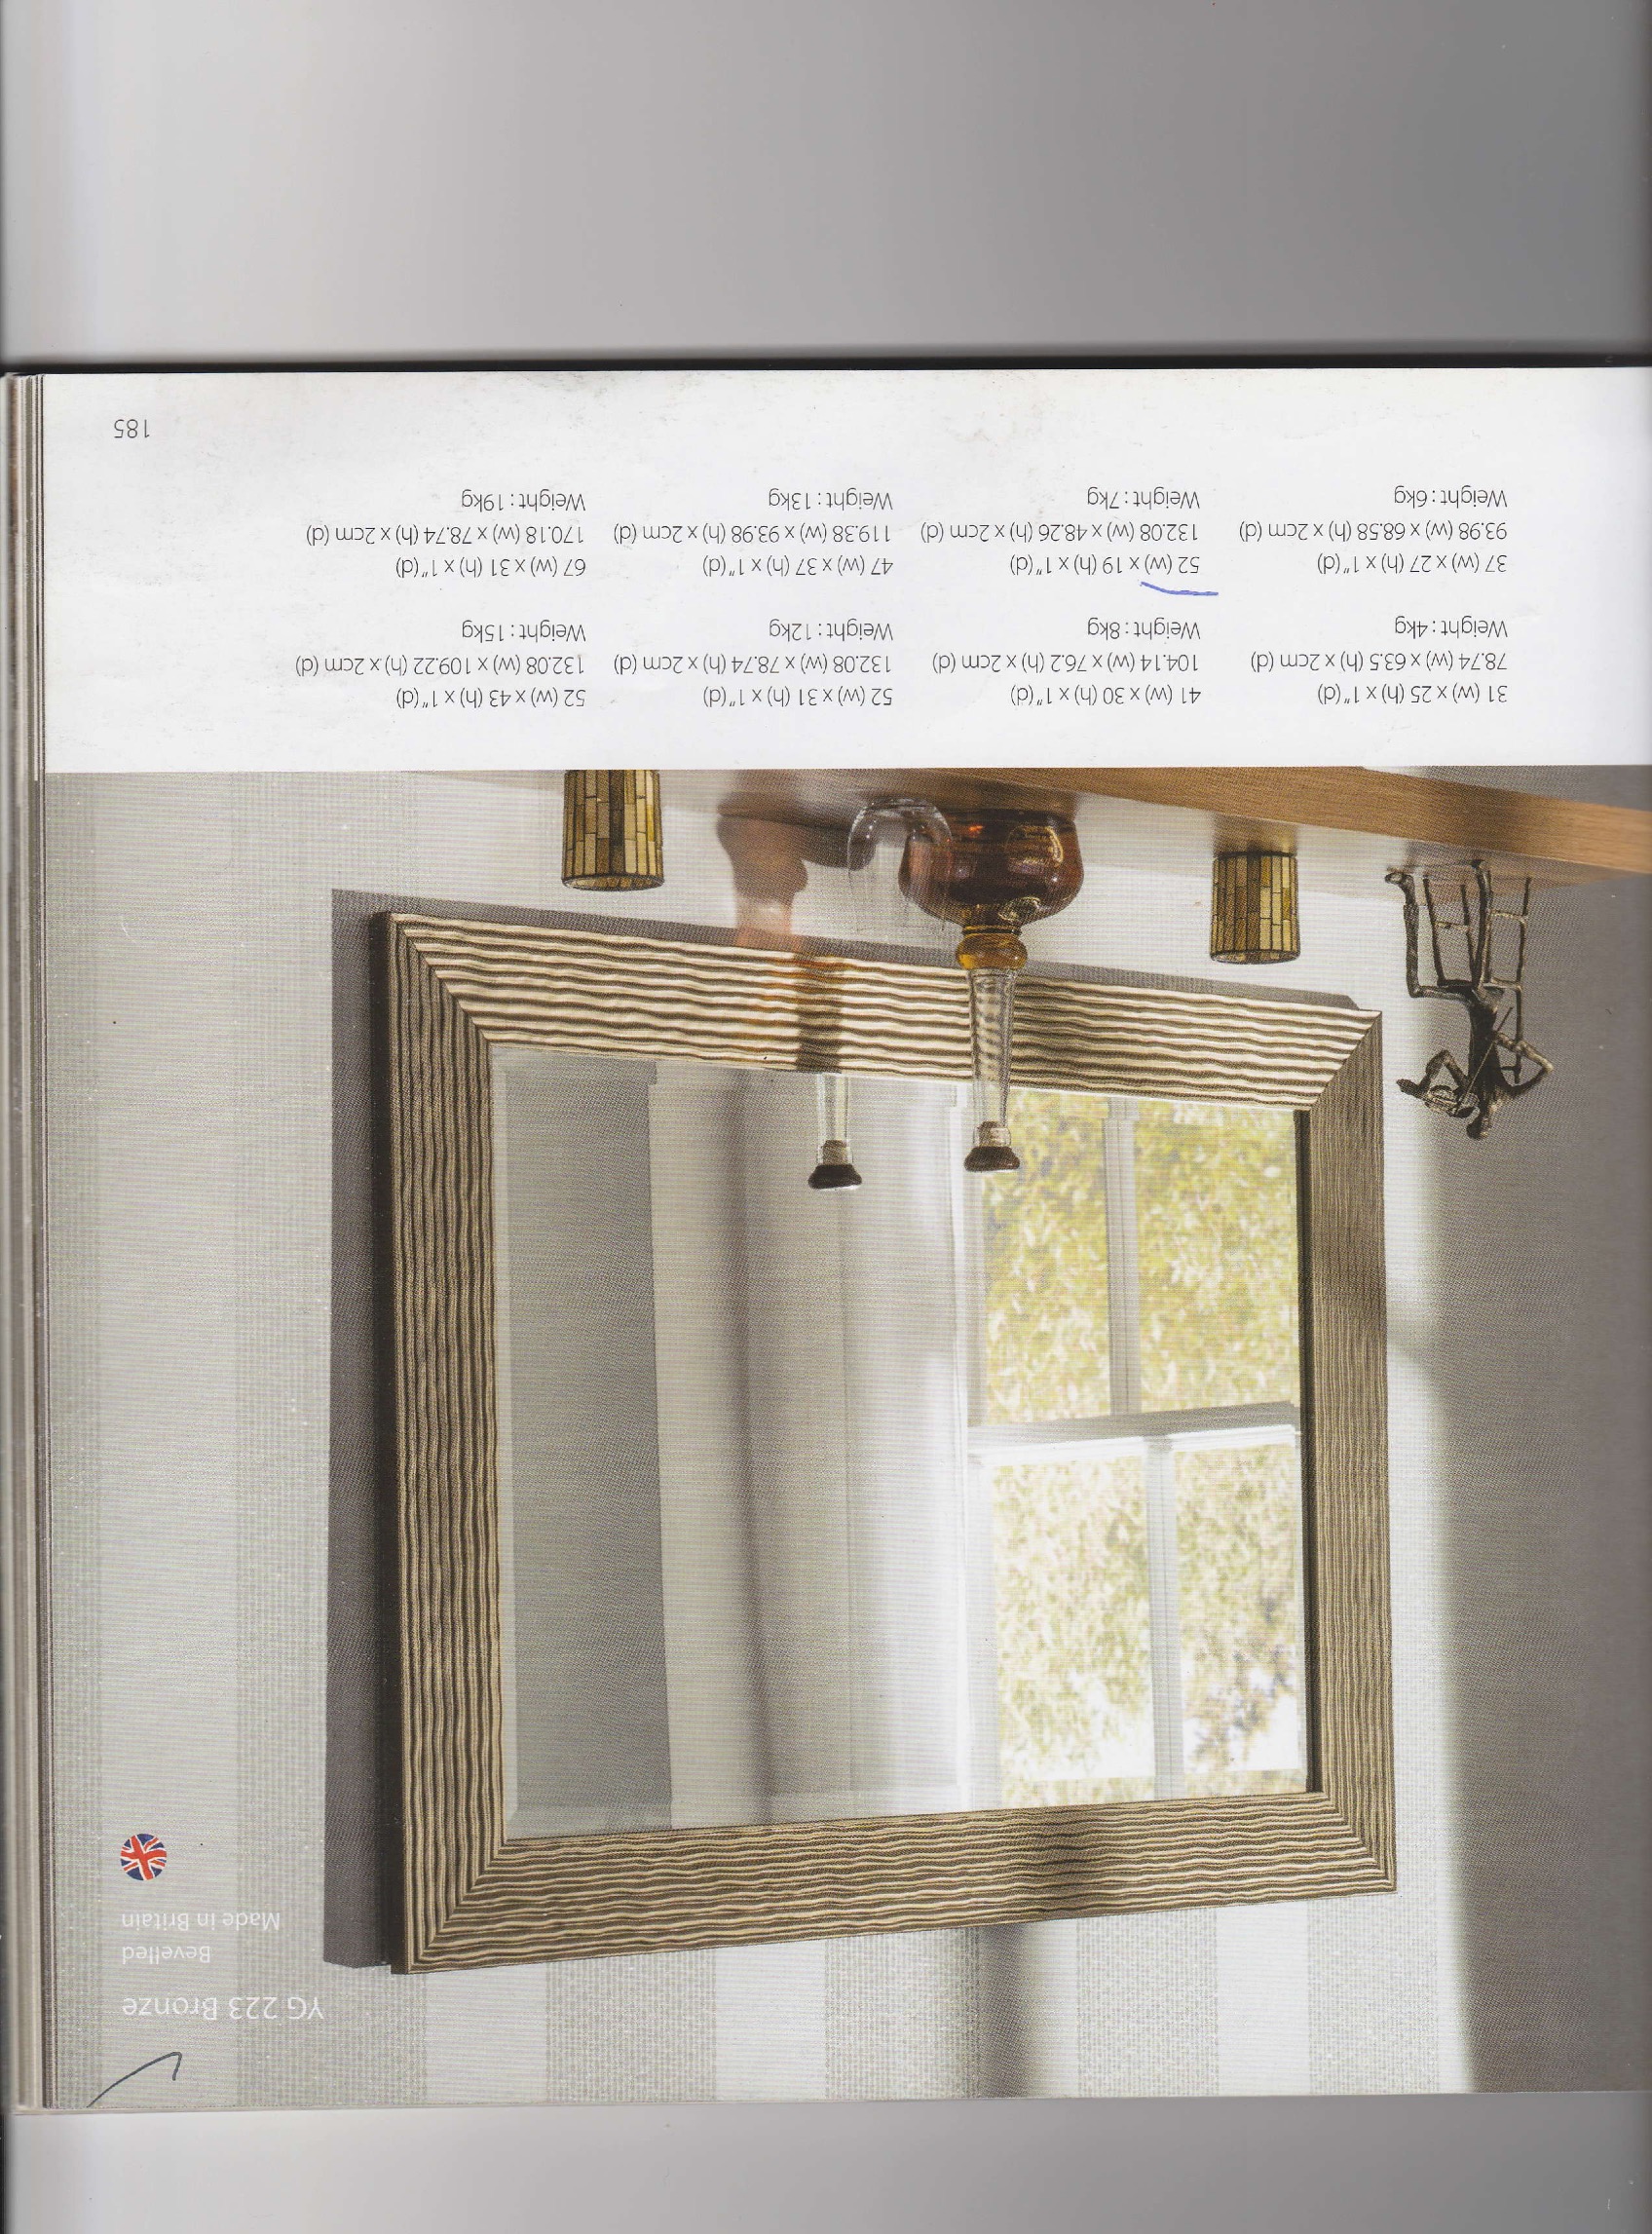 YG 223 Bronze
Bevelled
Made in Britain
31 (w) x 25 (h) x 1"(d)
78.74 (w) x 63.5 (h) x 2cm (d)
Weight : 4kg
41 (w) x 30 (h) x 1"(d)
104.14 (w) x 76.2 (h) x 2cm (d)
Weight : 8kg
52 (w) x 31 (h) x 1"(d)
132.08 (w) x 78.74 (h) x 2cm (d)
Weight : 12kg
52 (w) x 43 (h) x 1"(d)
132.08 (w) x 109.22 (h) x 2cm (d)
Weight : 15kg
37 (w) x 27 (h) x 1"(d)
93.98 (w) x 68.58 (h) x 2cm (d)
Weight : 6kg
52 (w) x 19 (h) x 1"(d)
132.08 (w) x 48.26 (h) x 2cm (d)
Weight : 7kg
47 (w) x 37 (h) x 1"(d)
119.38 (w) x 93.98 (h) x 2cm (d)
Weight : 13kg
67 (w) x 31 (h) x 1"(d)
170.18 (w) x 78.74 (h) x 2cm (d)
Weight : 19kg
185